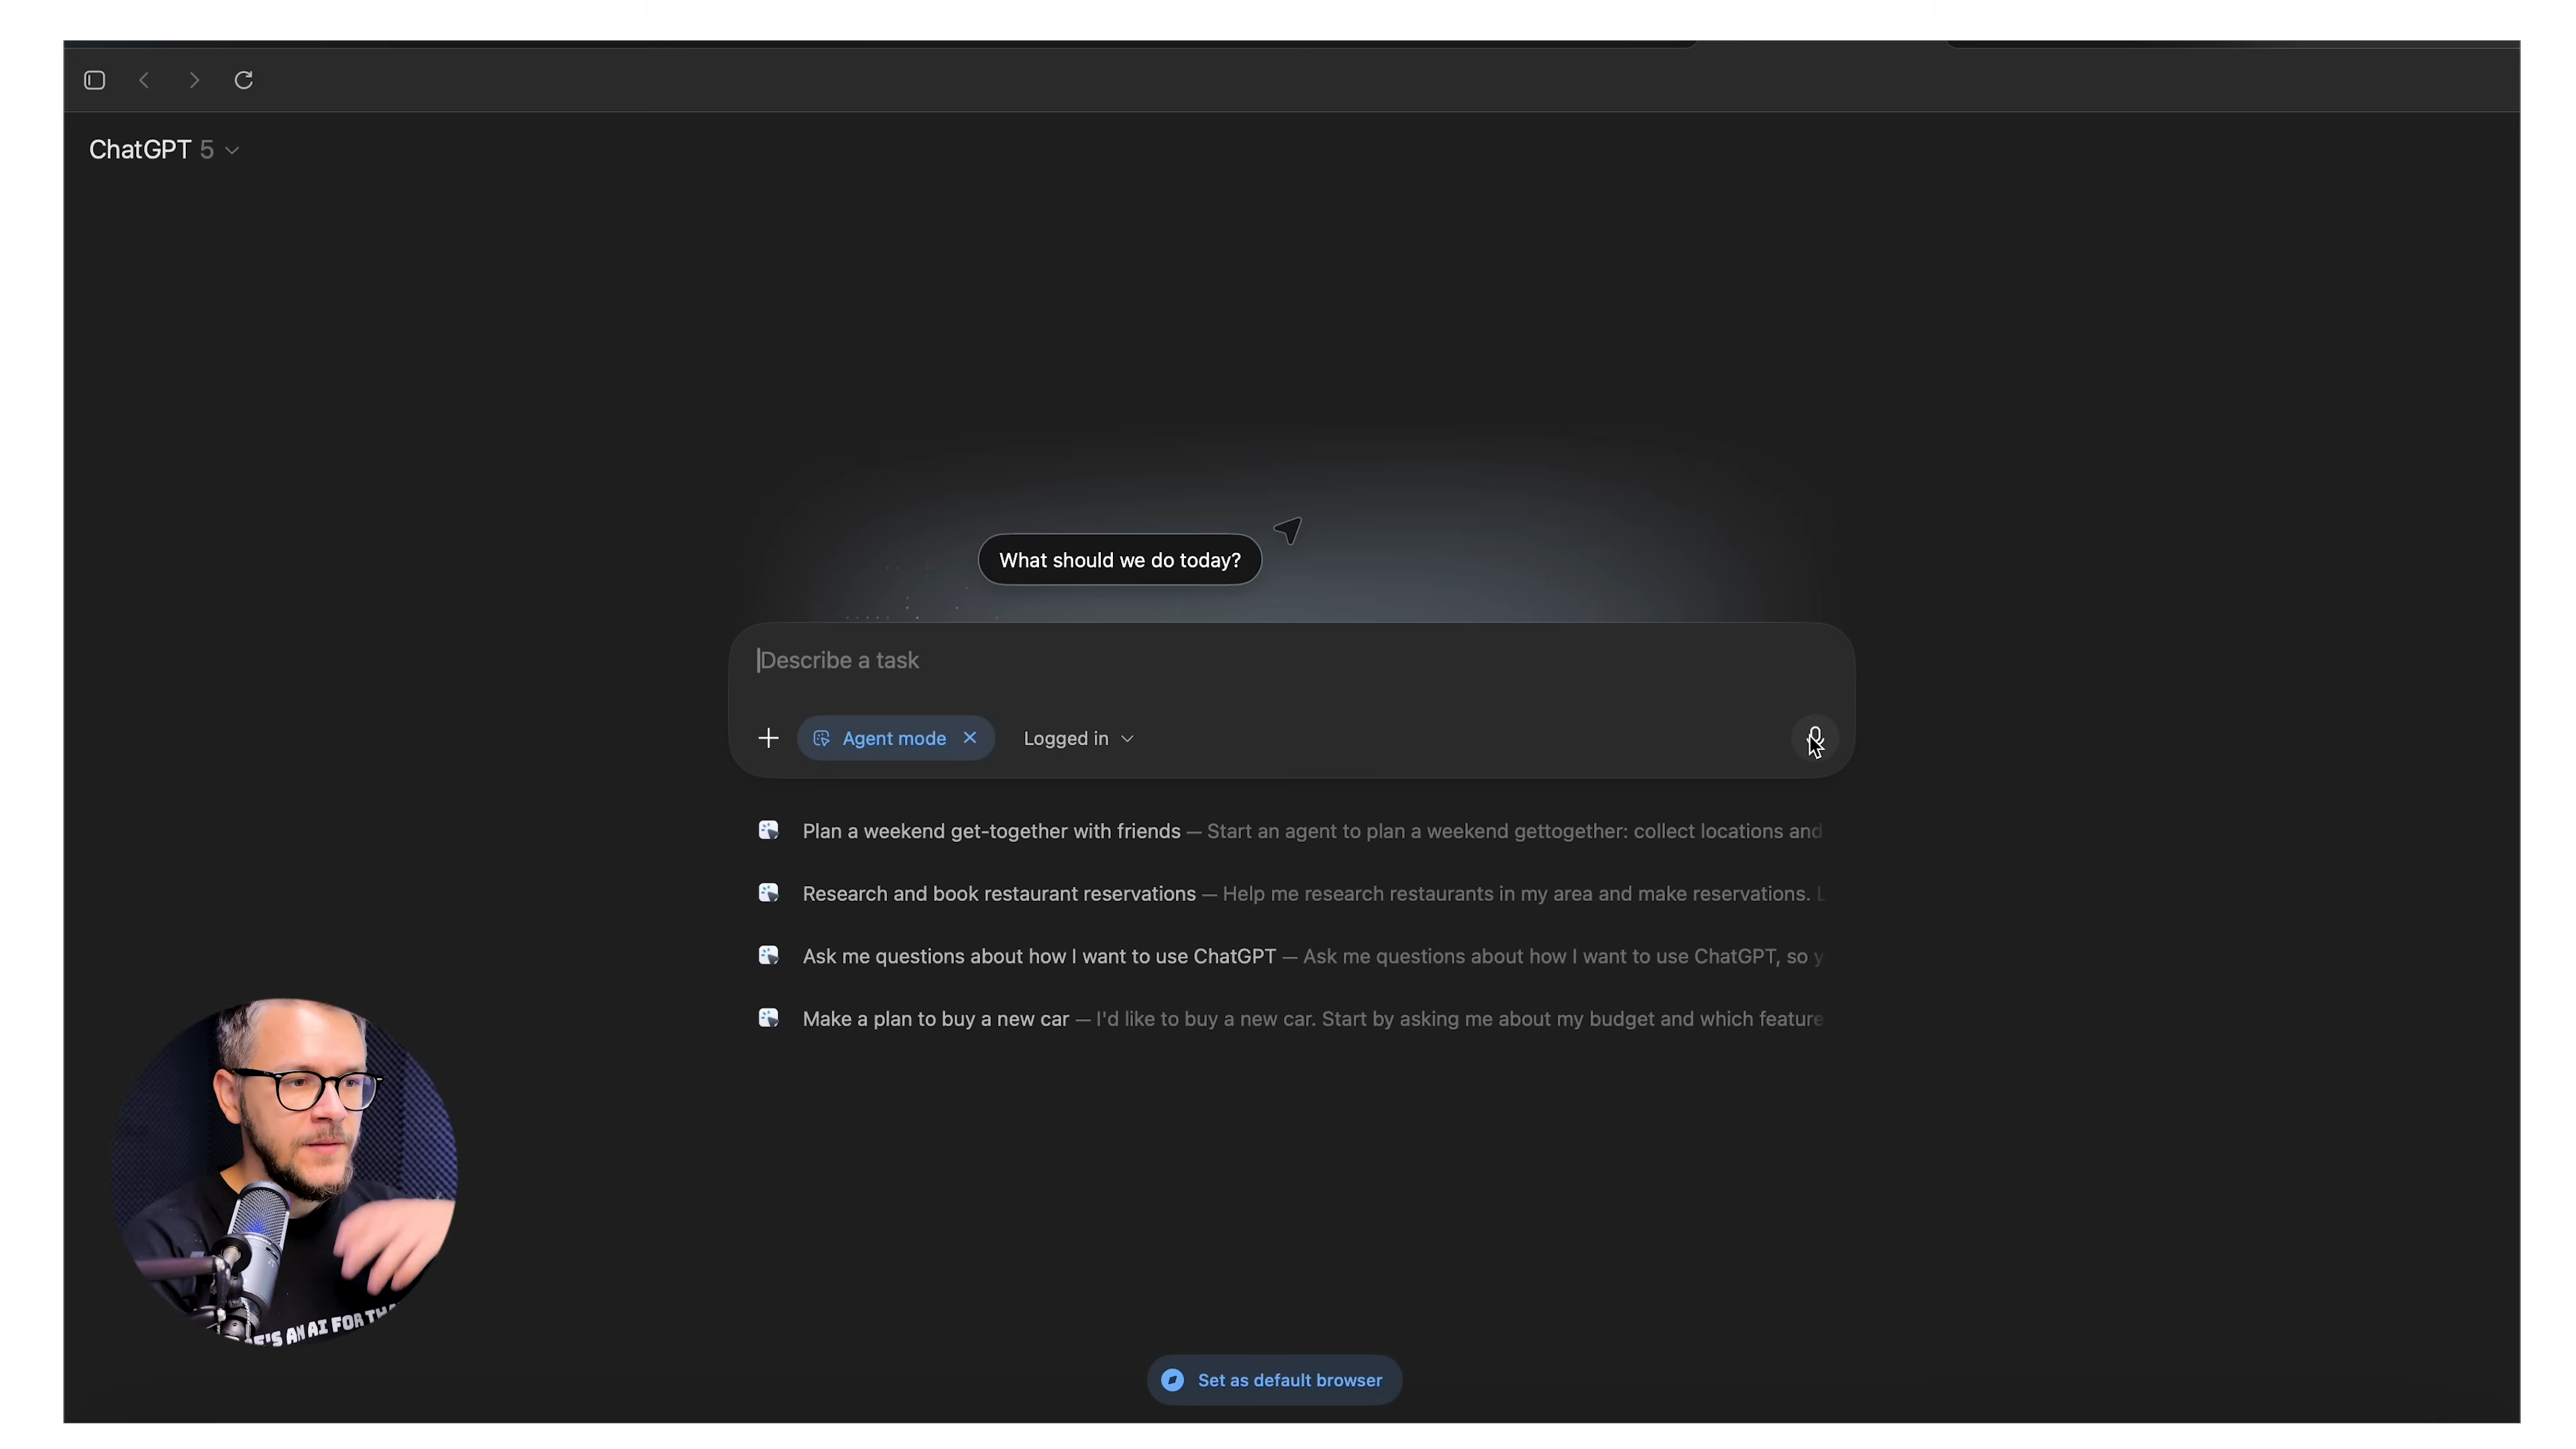 ChatGPT 5
What should we do today?
Describe a task
Agent mode
Logged in
Plan a weekend get-together with friends — Start an agent to plan a weekend gettogether: collect locations and
Research and book restaurant reservations — Help me research restaurants in my area and make reservations.
Ask me questions about how I want to use ChatGPT — Ask me questions about how I want to use ChatGPT, so y
Make a plan to buy a new car — I'd like to buy a new car. Start by asking me about my budget and which feature
E'S AN AI FOR THA
Set as default browser